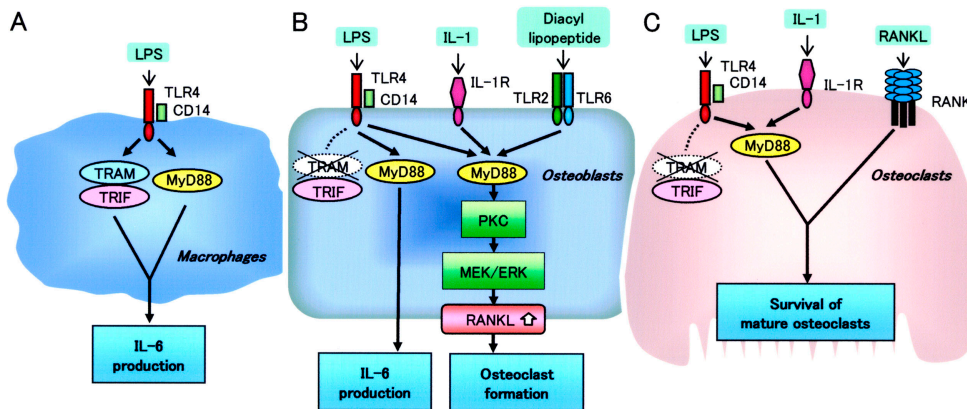 A
LPS
TLR4
CD14
TRAM
TRIF
MyD88
Macrophages
IL-6
production
B
LPS
IL-1
Diacyl
lipopeptide
TLR4
CD14
IL-1R
TLR2
TLR6
TRAM
TRIF
MyD88
MyD88
Osteoblasts
PKC
MEK/ERK
RANKL
IL-6
production
Osteoclast
formation
C
LPS
IL-1
RANKL
TLR4
CD14
IL-1R
RANK
MyD88
TRAM
TRIF
Osteoclasts
Survival of
mature osteoclasts